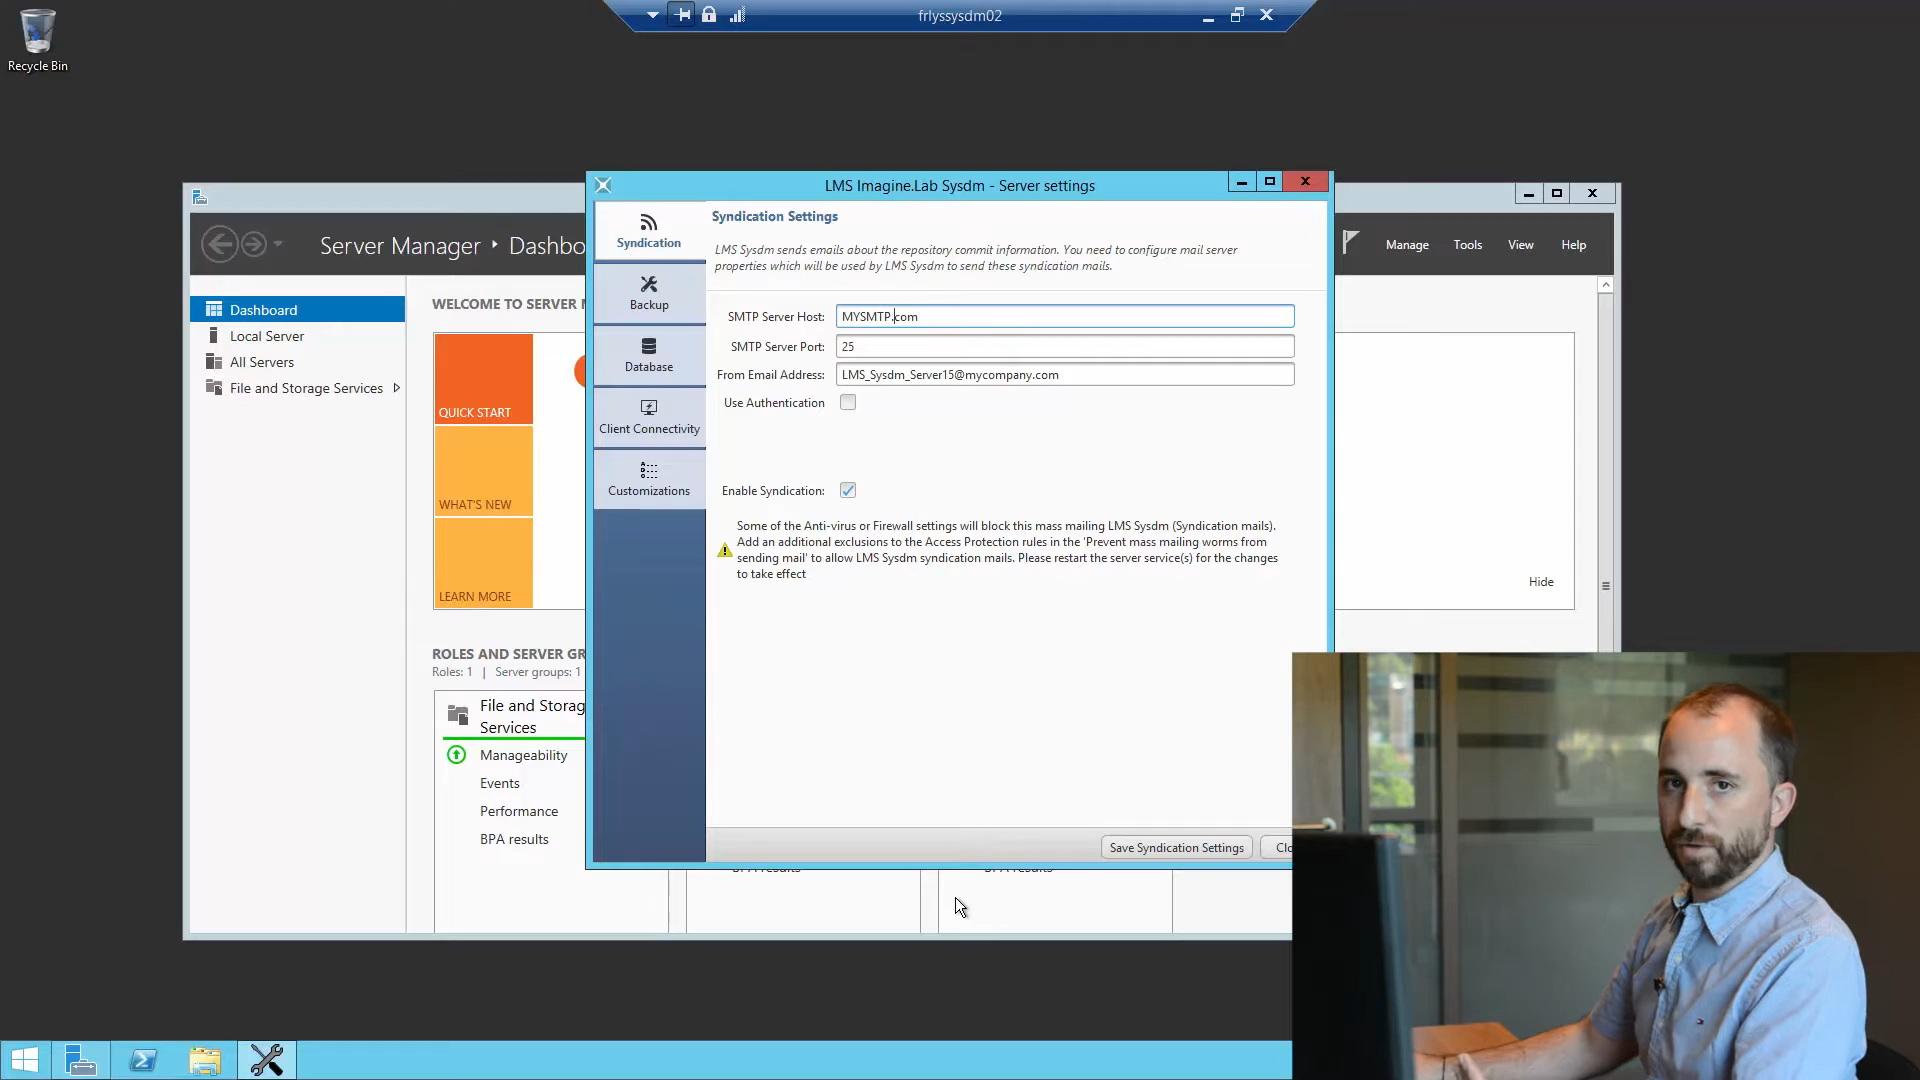 frlyssysdm02
Recycle Bin
LMS Imagine.Lab Sysdm - Server settings
Server Manager ‣ Dashbo
Manage
Tools
View
Help
Dashboard
Local Server
All Servers
File and Storage Services
WELCOME TO SERVER M
QUICK START
WHAT'S NEW
LEARN MORE
Hide
ROLES AND SERVER GR
Roles: 1 | Server groups: 1
File and Storag
Services
Manageability
Events
Performance
BPA results
Syndication
Backup
Database
Client Connectivity
Customizations
Syndication Settings
LMS Sysdm sends emails about the repository commit information. You need to configure mail server
properties which will be used by LMS Sysdm to send these syndication mails.
SMTP Server Host: MYSMTP.com
SMTP Server Port: 25
From Email Address: LMS_Sysdm_Server15@mycompany.com
Use Authentication
Enable Syndication:
Some of the Anti-virus or Firewall settings will block this mass mailing LMS Sysdm (Syndication mails).
Add an additional exclusions to the Access Protection rules in the 'Prevent mass mailing worms from
sending mail' to allow LMS Sysdm syndication mails. Please restart the server service(s) for the changes
to take effect
Save Syndication Settings
Clo
BPA results
BPA results